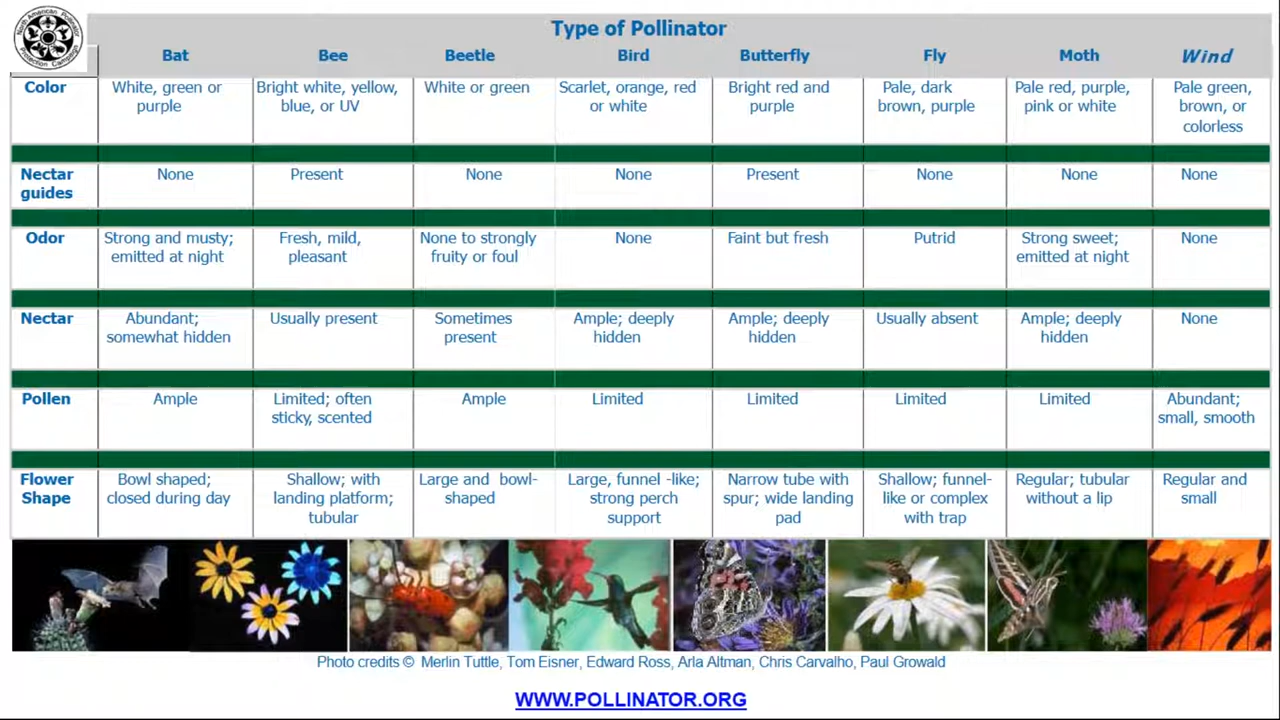 North American Pollinator
Protection Campaign
Type of Pollinator
Bat Bee Beetle Bird Butterfly Fly Moth Wind
Color White, green or Bright white, yellow, White or green Scarlet, orange, red Bright red and Pale, dark Pale red, purple, Pale green,
purple blue, or UV or white purple brown, purple pink or white brown, or
colorless
Nectar None Present None None Present None None None
guides
Odor Strong and musty; Fresh, mild, None to strongly None Faint but fresh Putrid Strong sweet; None
emitted at night pleasant fruity or foul emitted at night
Nectar Abundant; Usually present Sometimes Ample; deeply Ample; deeply Usually absent Ample; deeply None
somewhat hidden present hidden hidden hidden
Pollen Ample Limited; often Ample Limited Limited Limited Limited Abundant;
sticky, scented small, smooth
Flower Bowl shaped; Shallow; with Large and bowl- Large, funnel -like; Narrow tube with Shallow; funnel- Regular; tubular Regular and
Shape closed during day landing platform; shaped strong perch spur; wide landing like or complex without a lip small
tubular support pad with trap
Photo credits © Merlin Tuttle, Tom Eisner, Edward Ross, Arla Altman, Chris Carvalho, Paul Growald
WWW.POLLINATOR.ORG